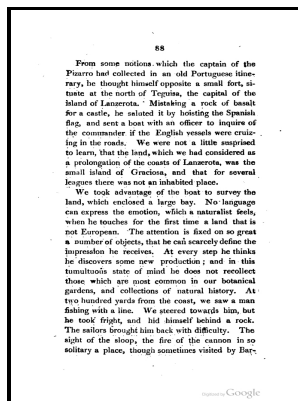 88
From some notions which the captain of the
Pizarro had collected in an old Portuguese itine-
rary, he thought himself opposite a small fort, si-
tuate at the north of Teguisa, the capital of the
island of Lanzerota. Mistaking a rock of basalt
for a castle, he saluted it by hoisting the Spanish
flag, and sent a boat with an officer to inquire of
the commander if the English vessels were cruiz-
ing in the roads. We were not a little surprised
to learn, that the land, which we had considered as
a prolongation of the coasts of Lanzerota, was the
small island of Graciosa, and that for several
leagues there was not an inhabited place.
We took advantage of the boat to survey the
land, which enclosed a large bay. No language
can express the emotion, which a naturalist feels,
when he touches for the first time a land that is
not European. The attention is fixed on so great
a number of objects, that he can scarcely define the
impression he receives. At every step he thinks
he discovers some new production; and in this
tumultuous state of mind he does not recollect
those which are most common in our botanical
gardens, and collections of natural history. At
two hundred yards from the coast, we saw a man
fishing with a line. We steered towards him, but
he took fright, and hid himself behind a rock.
The sailors brought him back with difficulty. The
sight of the sloop, the fire of the cannon in so
solitary a place, though sometimes visited by Bar-
Digitized by Google